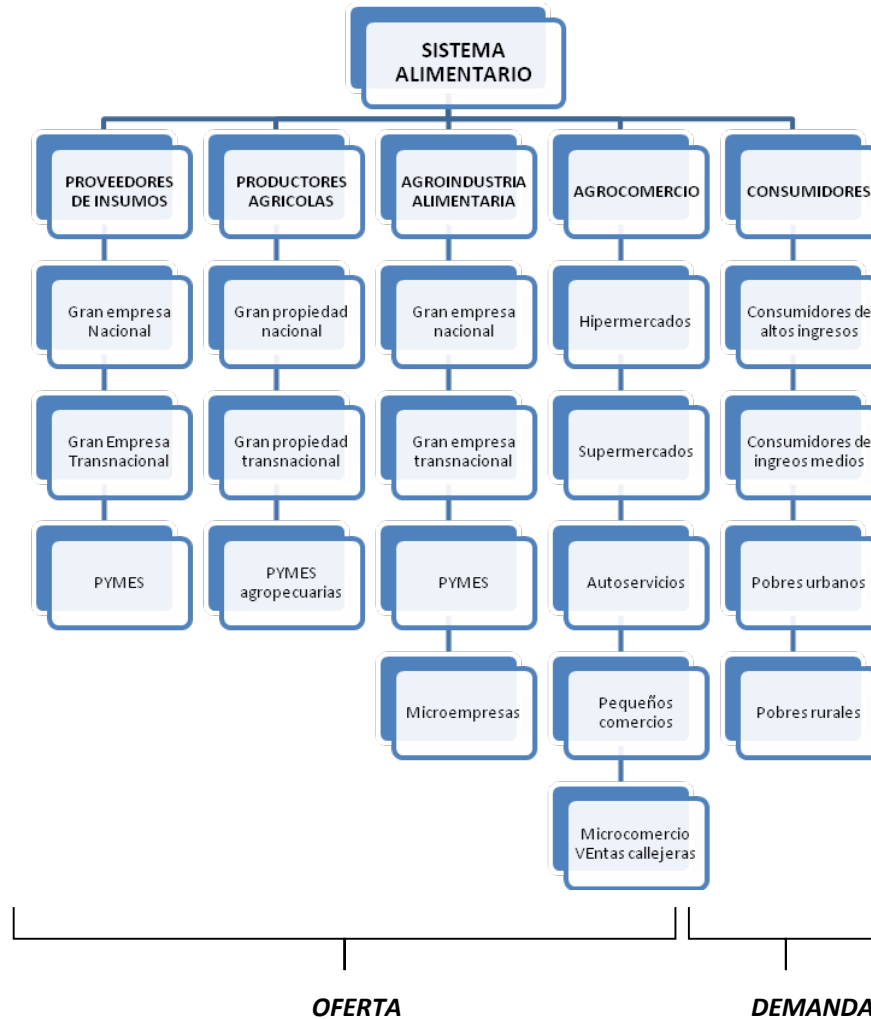 SISTEMA
ALIMENTARIO
PROVEEDORES
DE INSUMOS
PRODUCTORES
AGRICOLAS
AGROINDUSTRIA
ALIMENTARIA
AGROCOMERCIO
CONSUMIDORES
Gran empresa
Nacional
Gran propiedad
nacional
Gran empresa
nacional
Hipermercados
Consumidores de
altos ingresos
Gran Empresa
Transnacional
Gran propiedad
transnacional
Gran empresa
transnacional
Supermercados
Consumidores de
ingreos medios
PYMES
PYMES
agropecuarias
PYMES
Autoservicios
Pobres urbanos
Microempresas
Pequeños
comercios
Pobres rurales
Microcomercio
VEntas callejeras
OFERTA
DEMANDA